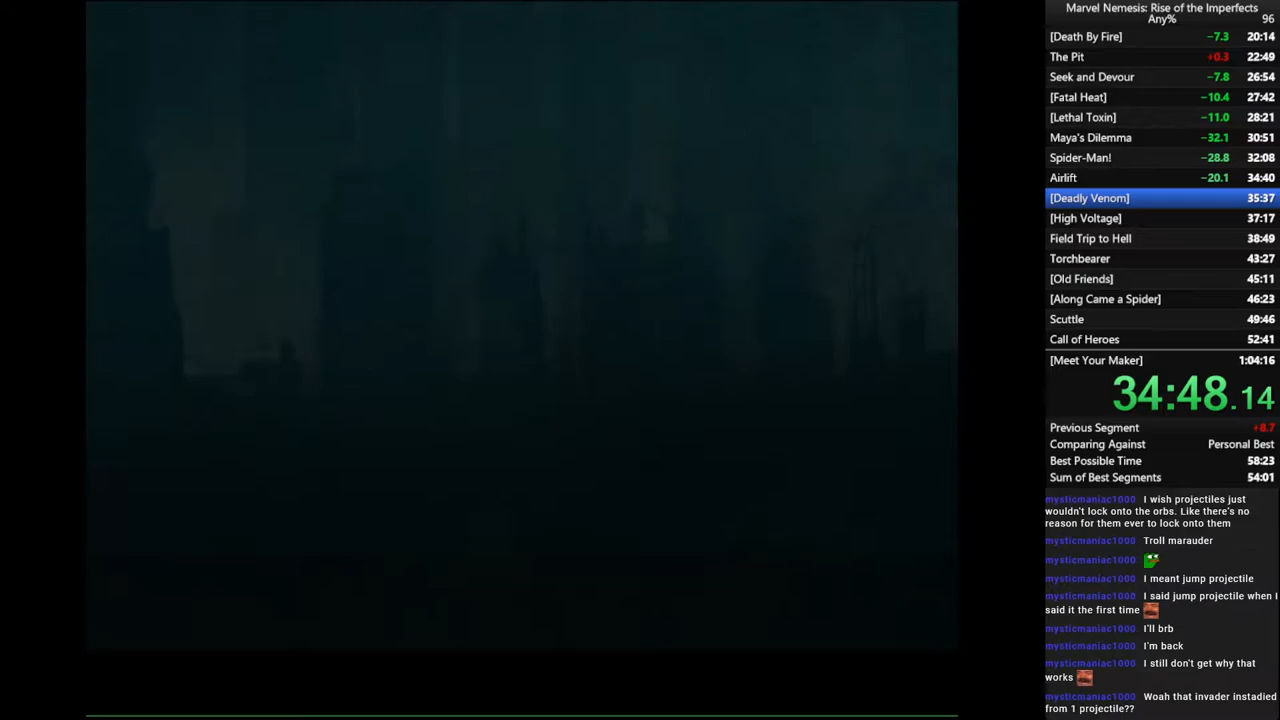 Marvel Nemesis: Rise of the Imperfects
Any% 96
[Death By Fire] -7.3 20:14
The Pit +0.3 22:49
Seek and Devour -7.8 26:54
[Fatal Heat] -10.4 27:42
[Lethal Toxin] -11.0 28:21
Maya's Dilemma -32.1 30:51
Spider-Man! -28.8 32:08
Airlift -20.1 34:40
[Deadly Venom] 35:37
[High Voltage] 37:17
Field Trip to Hell 38:49
Torchbearer 43:27
[Old Friends] 45:11
[Along Came a Spider] 46:23
Scuttle 49:46
Call of Heroes 52:41
[Meet Your Maker] 1:04:16
34:48.14
Previous Segment +8.7
Comparing Against Personal Best
Best Possible Time 58:23
Sum of Best Segments 54:01
mysticmaniac1000 I wish projectiles just
wouldn't lock onto the orbs. Like there's no
reason for them ever to lock onto them
mysticmaniac1000 Troll marauder
mysticmaniac1000
mysticmaniac1000 I meant jump projectile
mysticmaniac1000 I said jump projectile when I
said it the first time
mysticmaniac1000 I'll brb
mysticmaniac1000 I'm back
mysticmaniac1000 I still don't get why that
works
mysticmaniac1000 Woah that invader instadied
from 1 projectile??